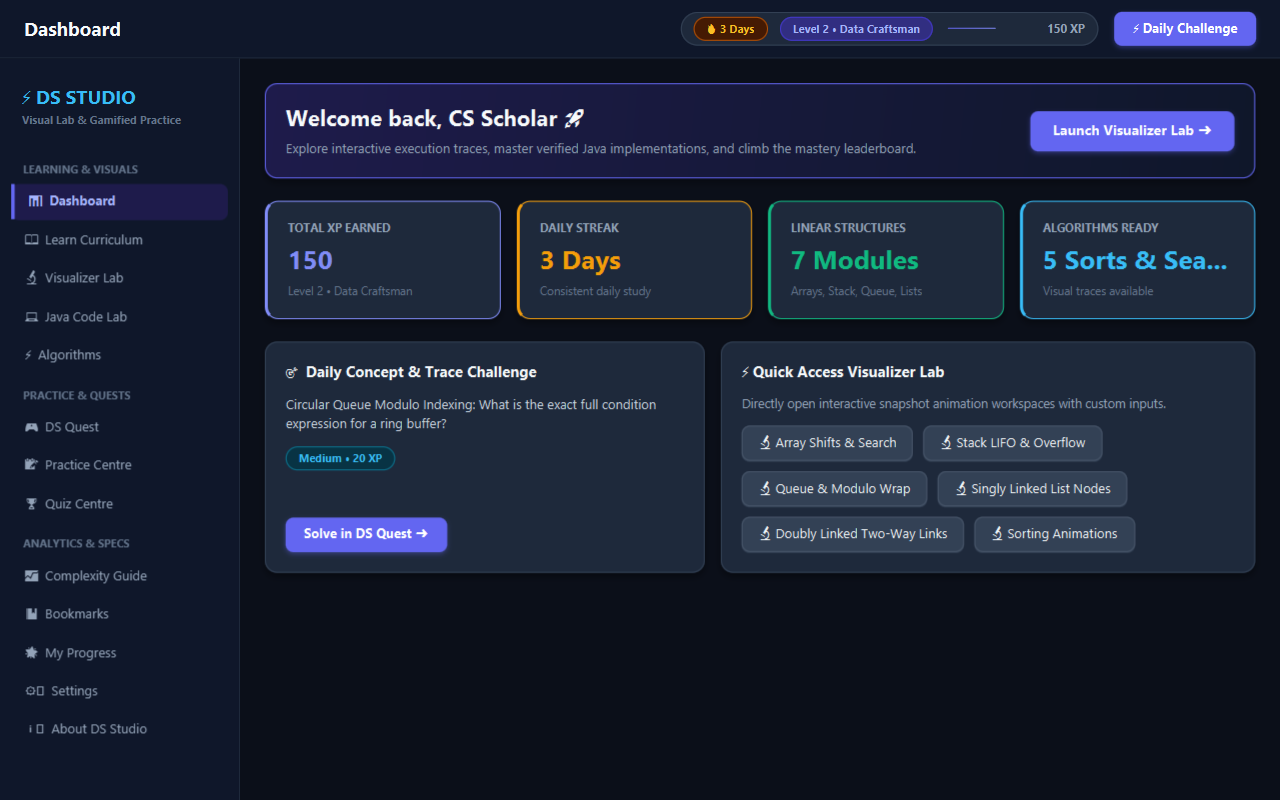 Dashboard
3 Days
Level 2 • Data Craftsman
150 XP
⚡ Daily Challenge
⚡ DS STUDIO
Visual Lab & Gamified Practice
LEARNING & VISUALS
Dashboard
Learn Curriculum
Visualizer Lab
Java Code Lab
⚡ Algorithms
PRACTICE & QUESTS
DS Quest
Practice Centre
Quiz Centre
ANALYTICS & SPECS
Complexity Guide
Bookmarks
My Progress
Settings
About DS Studio
Welcome back, CS Scholar 🚀
Explore interactive execution traces, master verified Java implementations, and climb the mastery leaderboard.
Launch Visualizer Lab ➔
TOTAL XP EARNED
150
Level 2 • Data Craftsman
DAILY STREAK
3 Days
Consistent daily study
LINEAR STRUCTURES
7 Modules
Arrays, Stack, Queue, Lists
ALGORITHMS READY
5 Sorts & Sea...
Visual traces available
🎯 Daily Concept & Trace Challenge
Circular Queue Modulo Indexing: What is the exact full condition
expression for a ring buffer?
Medium • 20 XP
Solve in DS Quest ➔
⚡ Quick Access Visualizer Lab
Directly open interactive snapshot animation workspaces with custom inputs.
🔬 Array Shifts & Search
🔬 Stack LIFO & Overflow
🔬 Queue & Modulo Wrap
🔬 Singly Linked List Nodes
🔬 Doubly Linked Two-Way Links
🔬 Sorting Animations